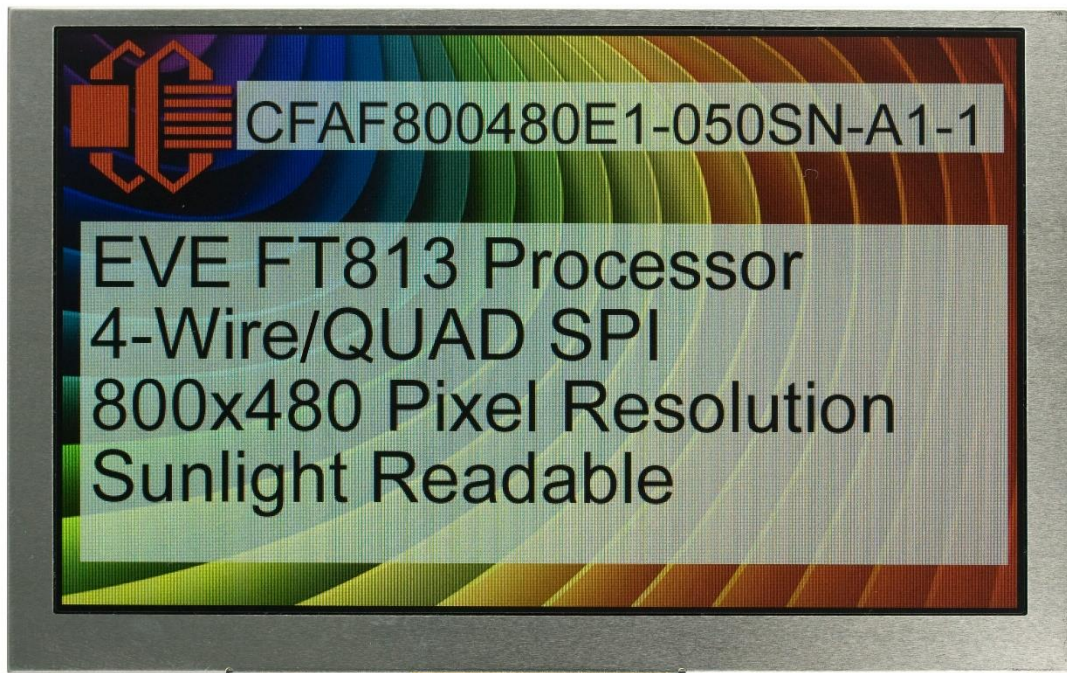 CFAF800480E1-050SN-A1-1
EVE FT813 Processor
4-Wire/QUAD SPI
800x480 Pixel Resolution
Sunlight Readable